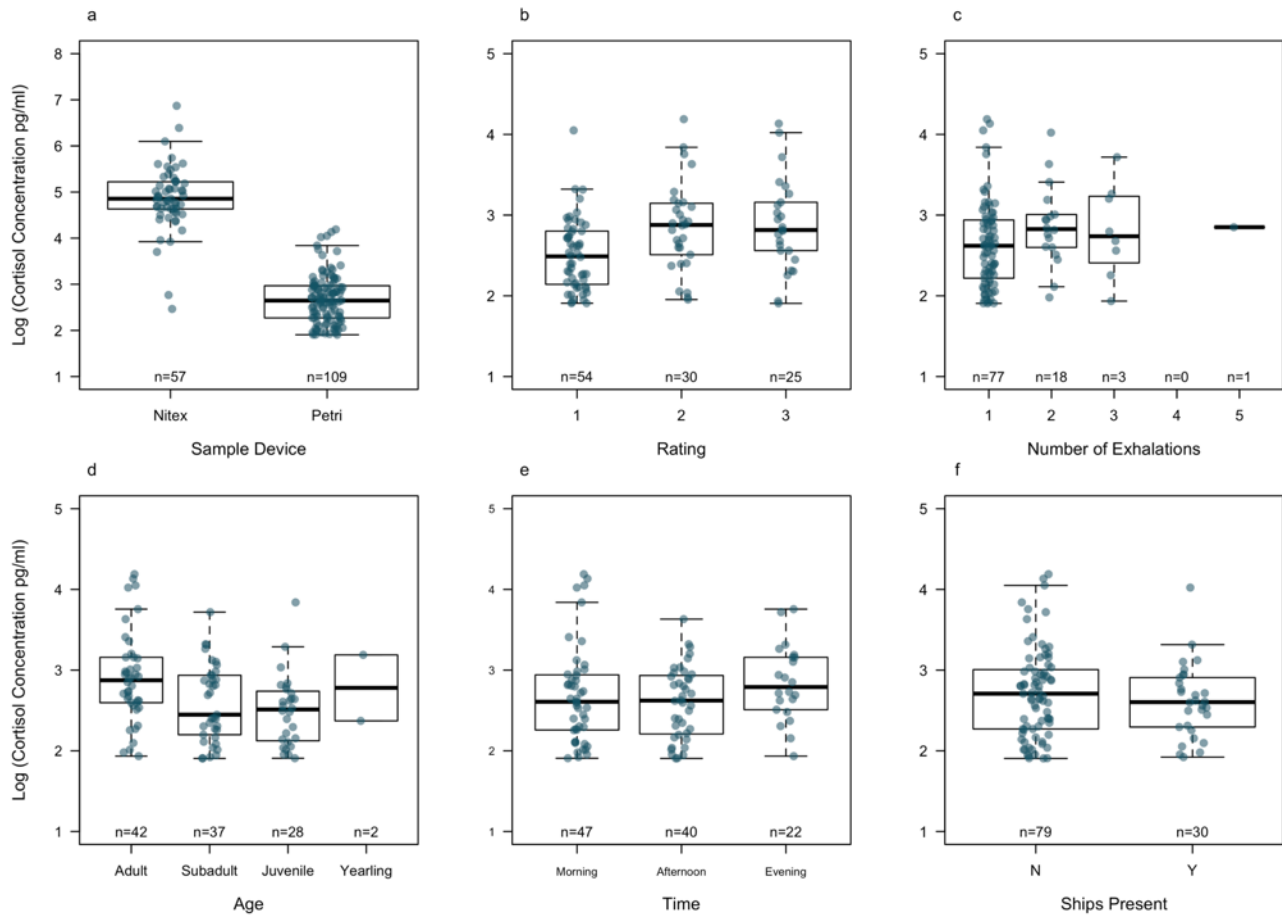 a
8
7
6
5
4
3
2
1
Log (Cortisol Concentration pg/ml)
n=57 n=109
Nitex Petri
Sample Device
b
5
4
3
2
1
n=54 n=30 n=25
1 2 3
Rating
c
5
4
3
2
1
n=77 n=18 n=3 n=0 n=1
1 2 3 4 5
Number of Exhalations
d
5
4
3
2
1
Log (Cortisol Concentration pg/ml)
n=42 n=37 n=28 n=2
Adult Subadult Juvenile Yearling
Age
e
5
4
3
2
1
n=47 n=40 n=22
Morning Afternoon Evening
Time
f
5
4
3
2
1
n=79 n=30
N Y
Ships Present